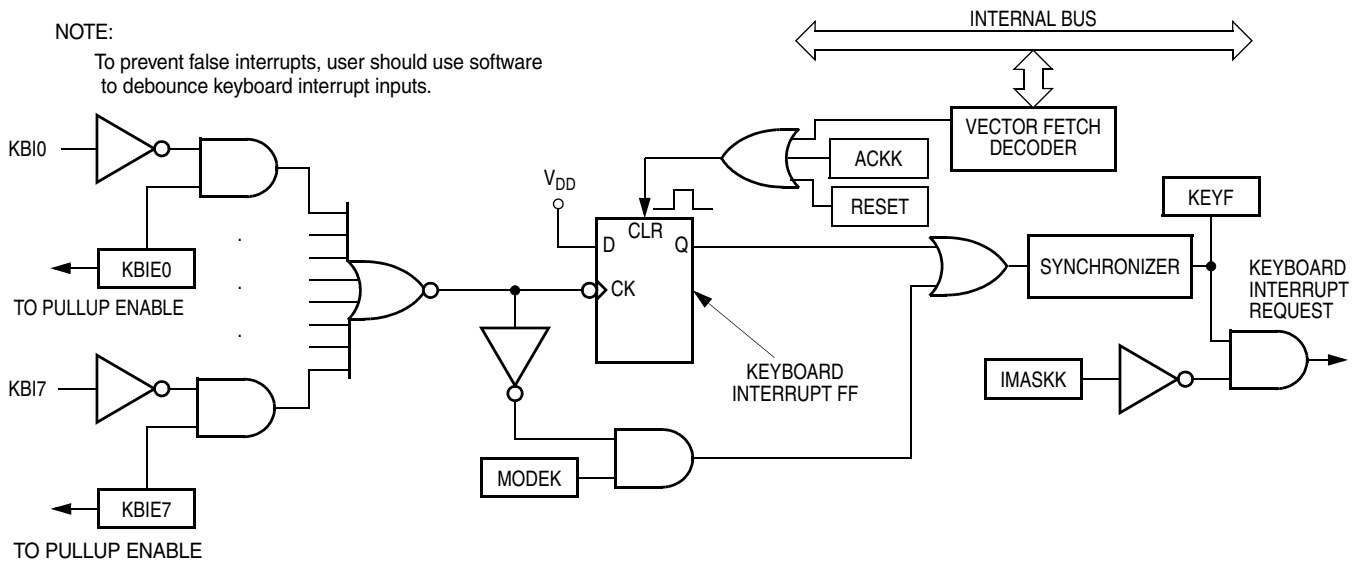 NOTE:
To prevent false interrupts, user should use software
to debounce keyboard interrupt inputs.
INTERNAL BUS
VECTOR FETCH
DECODER
ACKK
RESET
KBI0
KBIE0
TO PULLUP ENABLE
.
.
.
KBI7
KBIE7
TO PULLUP ENABLE
VDD
CLR
D
Q
CK
KEYBOARD
INTERRUPT FF
MODEK
SYNCHRONIZER
KEYF
KEYBOARD
INTERRUPT
REQUEST
IMASKK